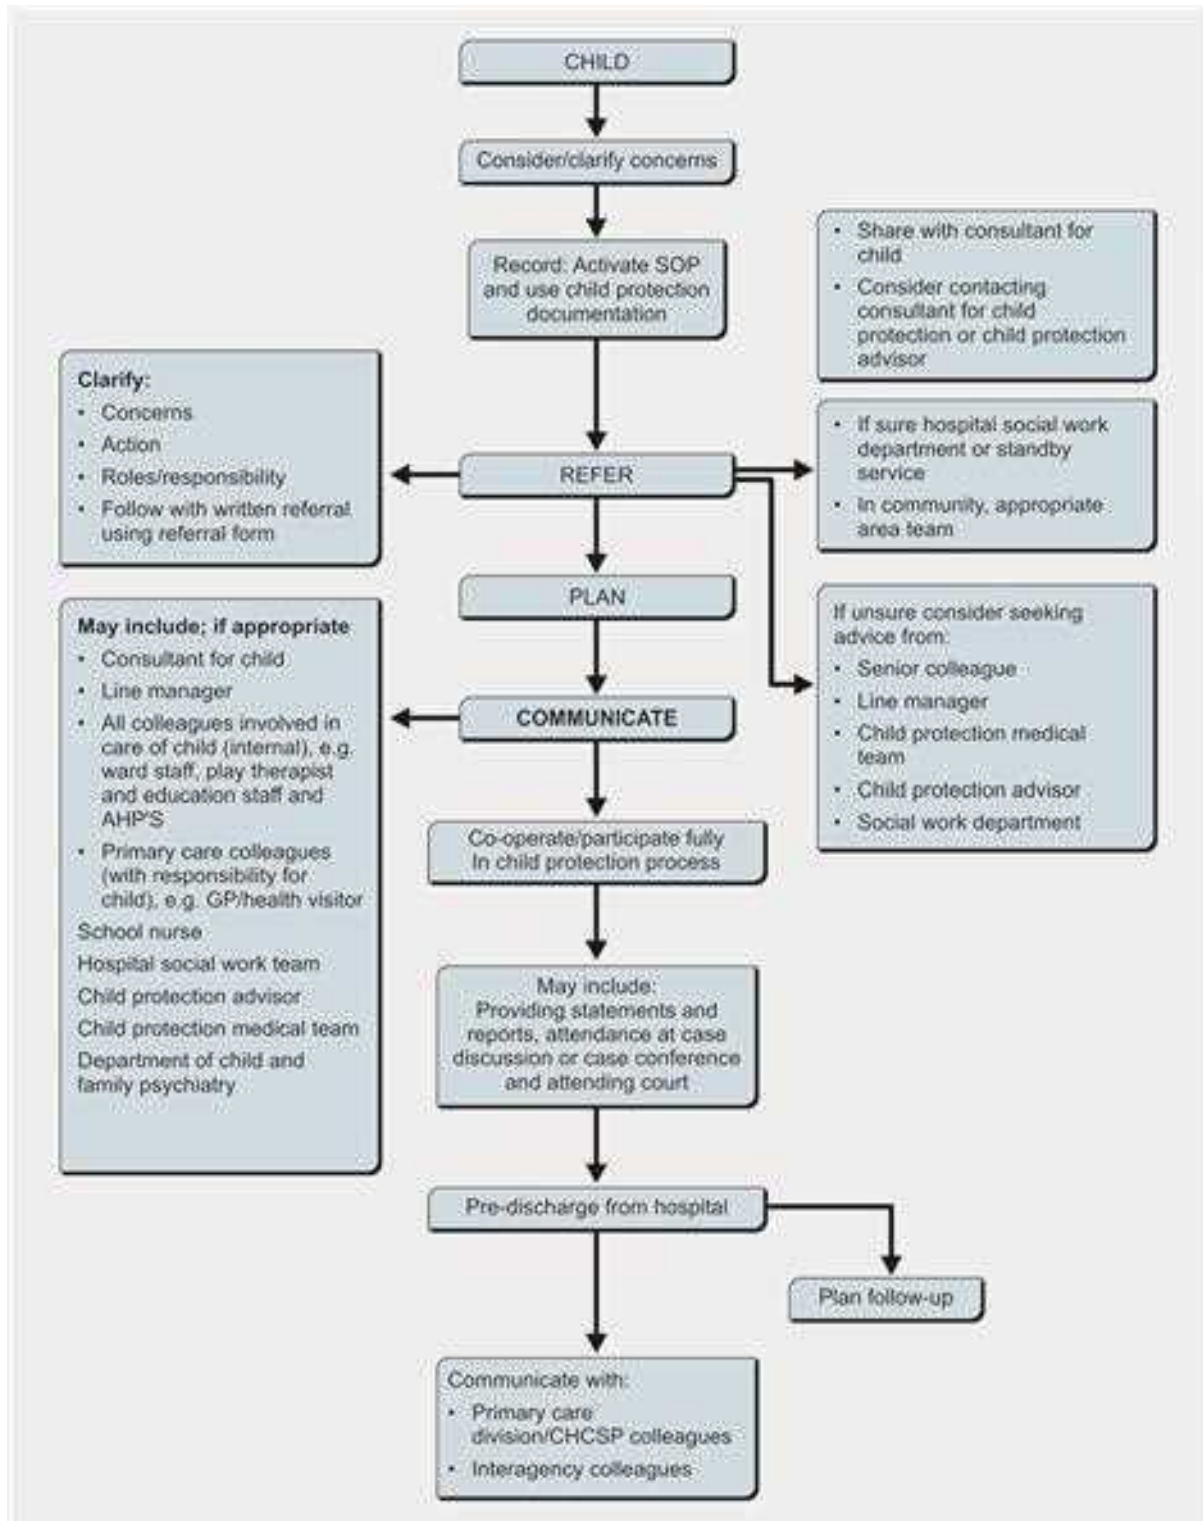 CHILD
Consider/clarify concerns
Record: Activate SOP
and use child protection
documentation
• Share with consultant for
child
• Consider contacting
consultant for child
protection or child protection
advisor
Clarify:
• Concerns
• Action
• Roles/responsibility
• Follow with written referral
using referral form
REFER
• If sure hospital social work
department or standby
service
• In community, appropriate
area team
PLAN
If unsure consider seeking
advice from:
• Senior colleague
• Line manager
• Child protection medical
team
• Child protection advisor
• Social work department
May include; if appropriate
• Consultant for child
• Line manager
• All colleagues involved in
care of child (internal), e.g.
ward staff, play therapist
and education staff and
AHP'S
• Primary care colleagues
(with responsibility for
child), e.g. GP/health visitor
School nurse
Hospital social work team
Child protection advisor
Child protection medical team
Department of child and
family psychiatry
COMMUNICATE
Co-operate/participate fully
In child protection process
May include:
Providing statements and
reports, attendance at case
discussion or case conference
and attending court
Pre-discharge from hospital
Plan follow-up
Communicate with:
• Primary care
division/CHCSP colleagues
• Interagency colleagues